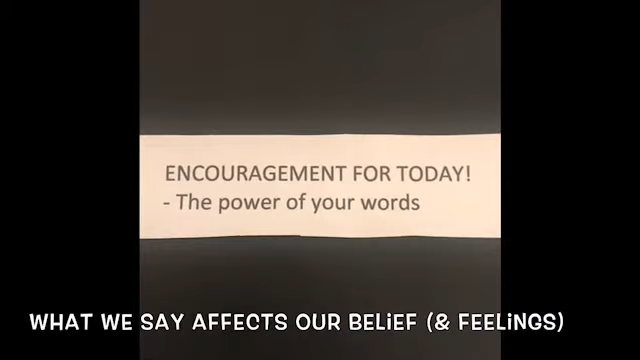 ENCOURAGEMENT FOR TODAY!
- The power of your words
WHAT WE SAY AFFECTS OUR BELiEF (& FEELiNGS)